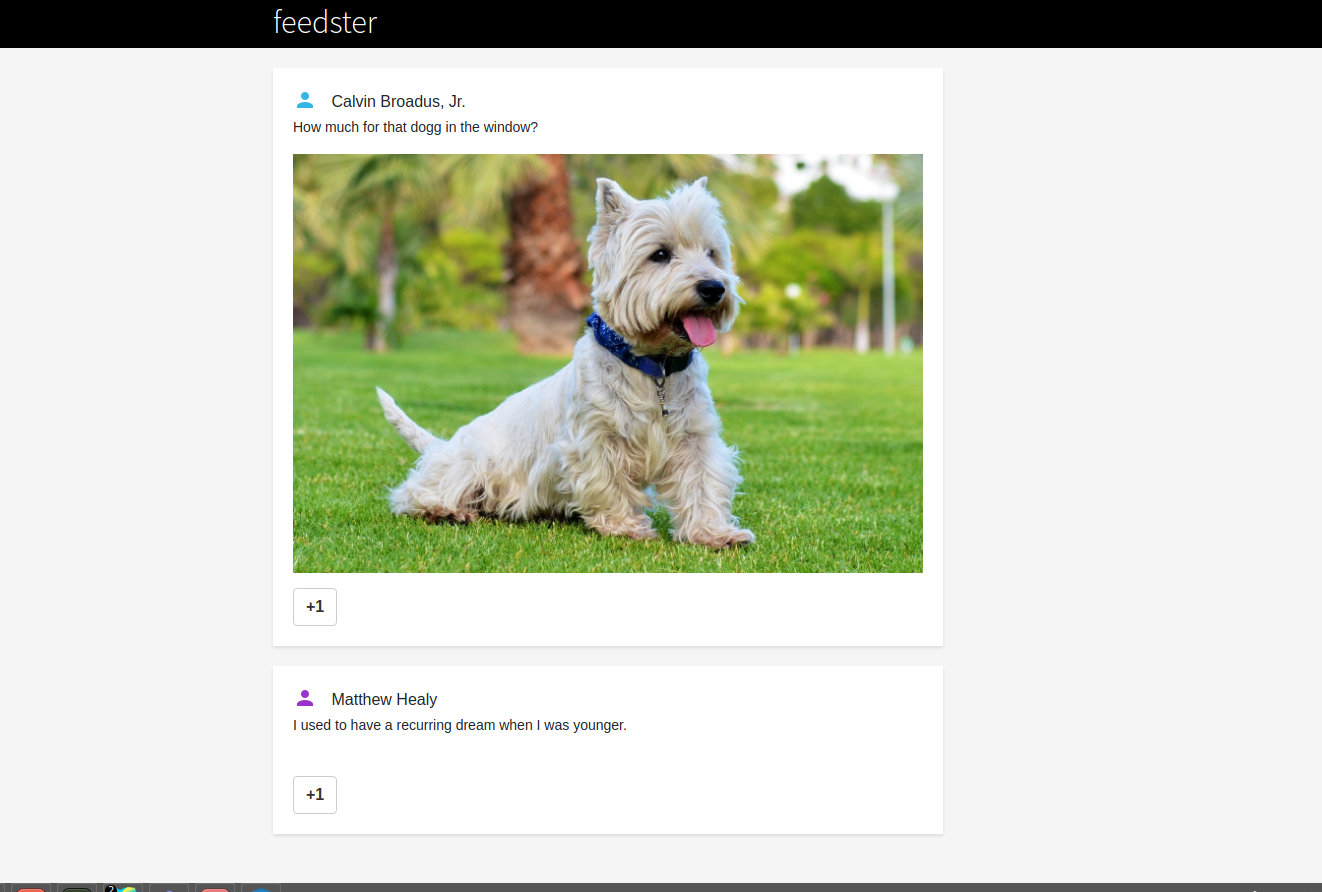 feedster
Calvin Broadus, Jr.
How much for that dogg in the window?
+1
Matthew Healy
I used to have a recurring dream when I was younger.
+1
2